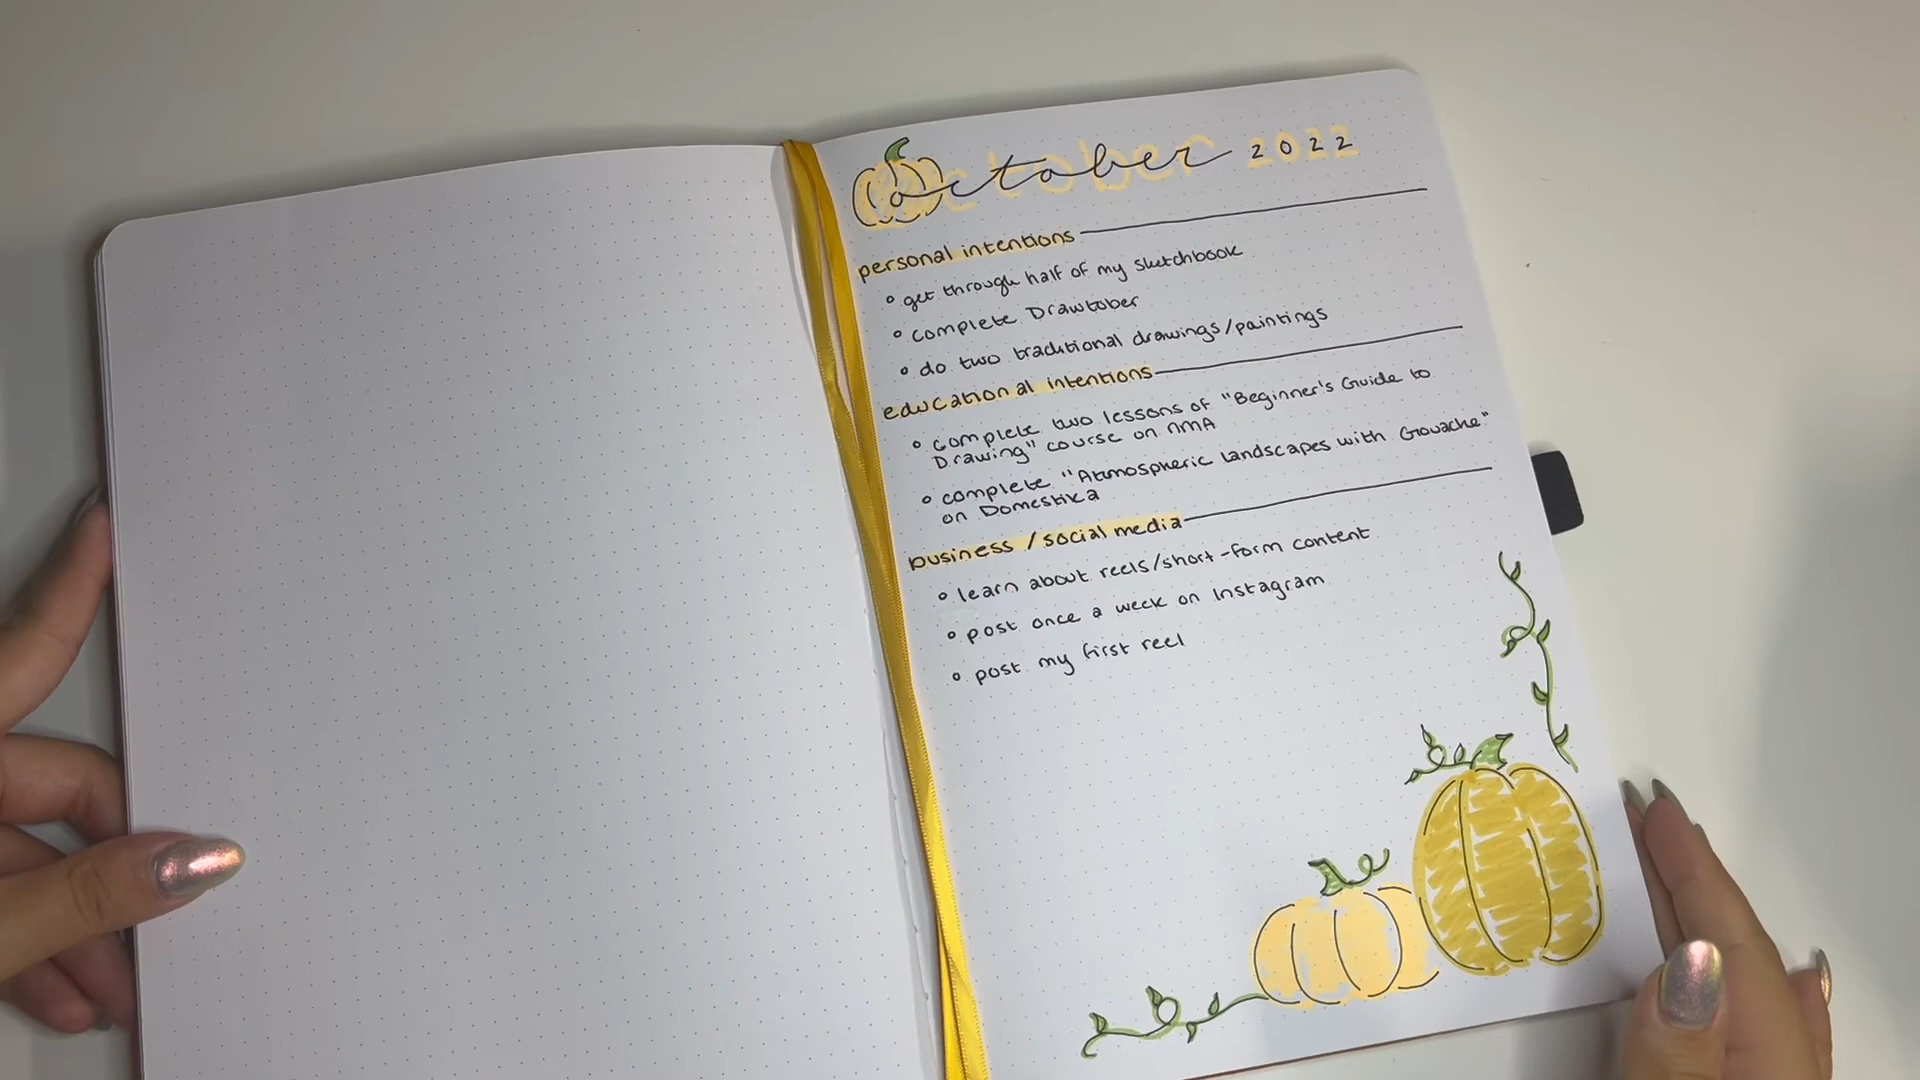 October 2022
personal intentions
get through half of my sketchbook
complete Drawtober
do two traditional drawings/paintings
educational intentions
complete two lessons of "Beginner's Guide to
Drawing" course on NMA
complete "Atmospheric landscapes with Gouache"
on Domestika
business / social media
learn about reels/short-form content
post once a week on Instagram
post my first reel